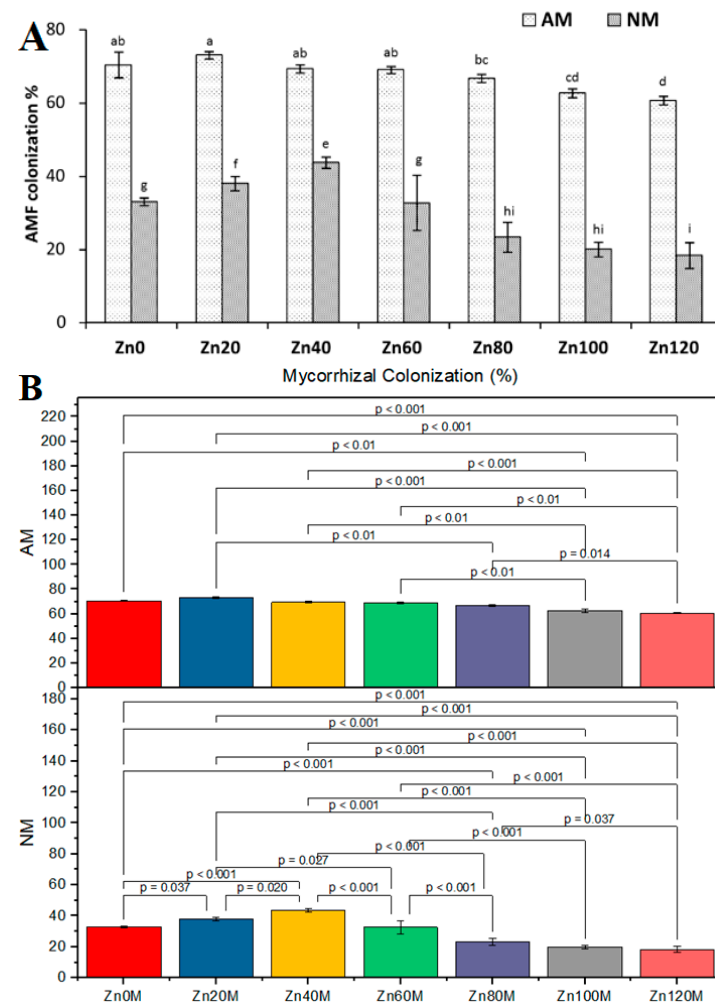 A
AM NM
80
60
40
20
0
AMF colonization %
ab a ab ab bc cd d
g f e g hi hi i
Zn0 Zn20 Zn40 Zn60 Zn80 Zn100 Zn120
Mycorrhizal Colonization (%)
B
AM
220
200
180
160
140
120
100
80
60
40
20
0
p < 0.001
p < 0.001
p < 0.01
p < 0.001
p < 0.001
p < 0.01
p < 0.01
p < 0.01
p = 0.014
p < 0.01
NM
180
160
140
120
100
80
60
40
20
0
p < 0.001
p < 0.001
p < 0.001
p < 0.001
p < 0.001
p < 0.001
p < 0.001
p < 0.001
p < 0.001
p = 0.037
p < 0.001
p < 0.001
p = 0.027
p < 0.001
p = 0.037 p = 0.020 p < 0.001 p < 0.001
Zn0M Zn20M Zn40M Zn60M Zn80M Zn100M Zn120M